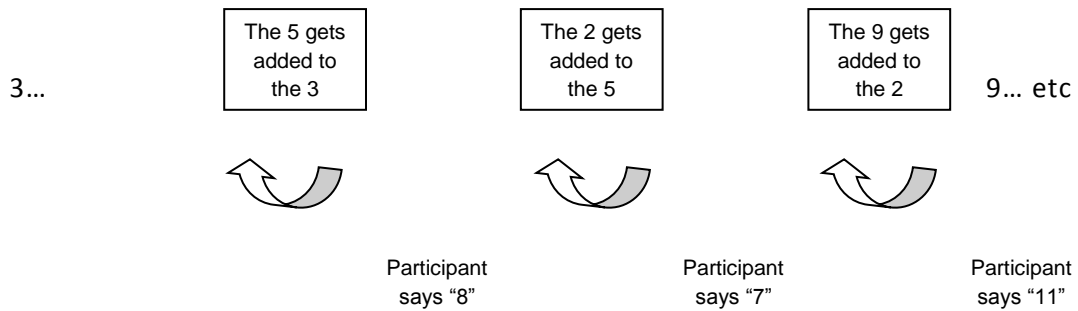 The 5 gets
added to
the 3
The 2 gets
added to
the 5
The 9 gets
added to
the 2
3...
9... etc
Participant
says “8”
Participant
says “7”
Participant
says “11”